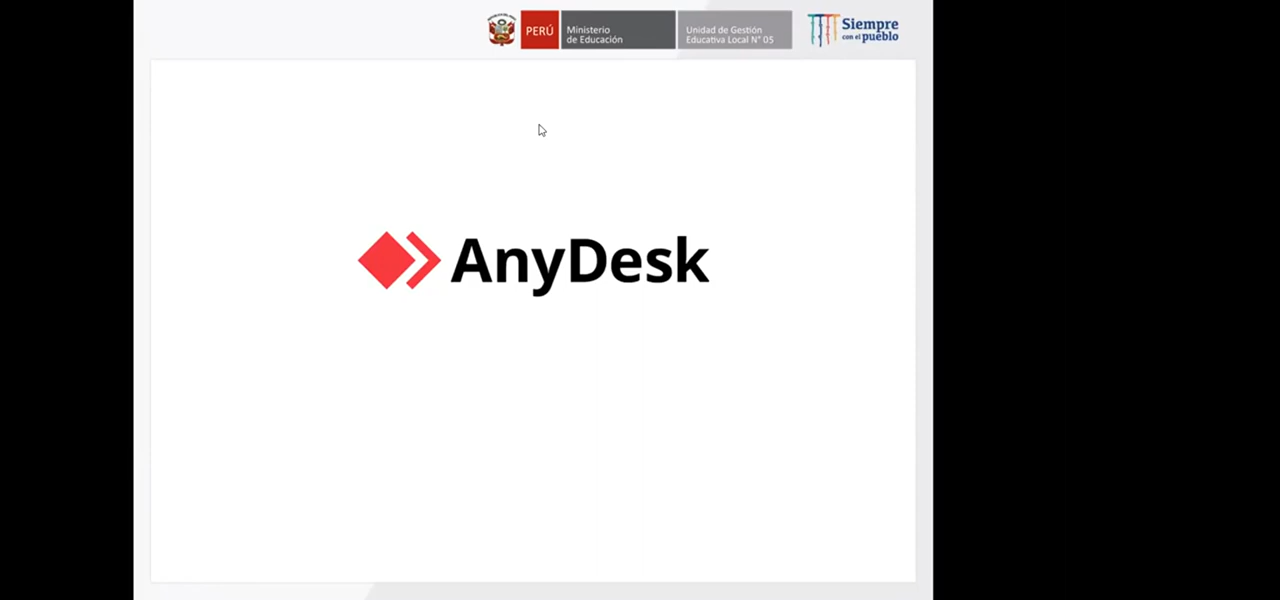 PERÚ
Ministerio
de Educación
Unidad de Gestión
Educativa Local N° 05
Siempre
con el pueblo
AnyDesk